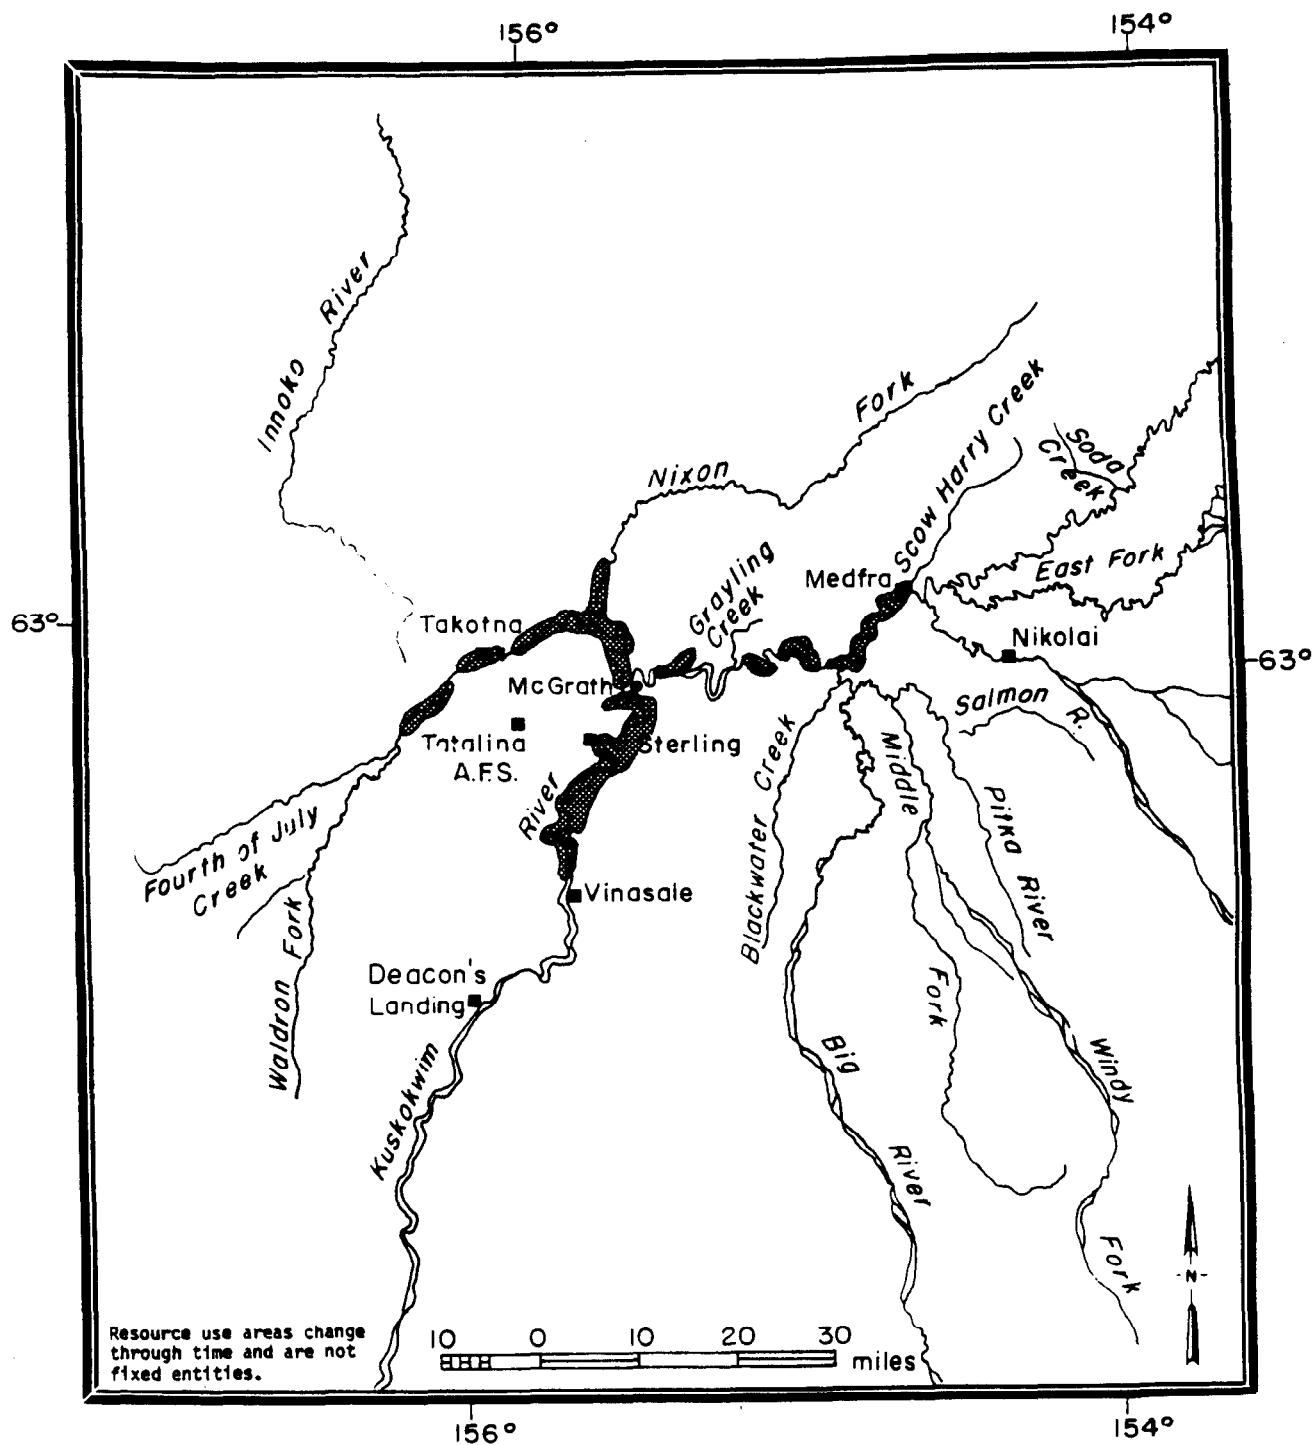 156°
154°
Innoko River
Nixon Fork
Scow Harry Creek
Soda
Creek
East Fork
Grayling
Creek
Medfra
63°
Takotna
Nikolai
63°
McGrath
Salmon R.
Tatalina
A.F.S.
Sterling
Fourth of July
Creek
River
Blackwater Creek
Middle
Fork
Pitka River
Vinasale
Waldron Fork
Deacon's
Landing
Kuskokwim
Big River
Windy
Fork
N
Resource use areas change
through time and are not
fixed entities.
10 0 10 20 30
miles
156°
154°